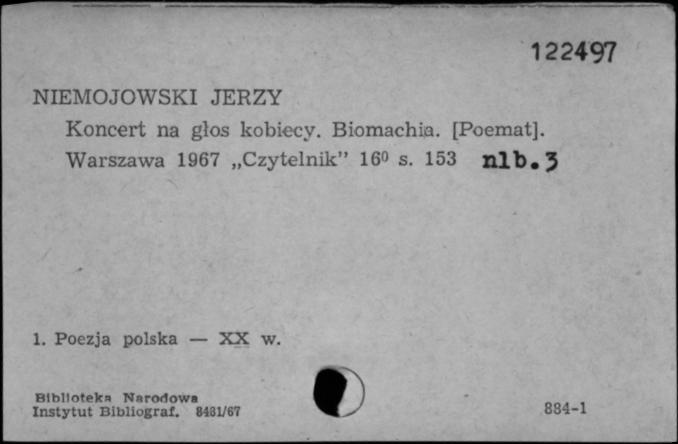 122497
NIEMOJOWSKI JERZY
Koncert na głos kobiecy. Biomachia. [Poemat].
Warszawa 1967 „Czytelnik” 16⁰ s. 153 nlb. 3
1. Poezja polska — XX w.
Biblioteka Narodowa
Instytut Bibliograf. 8481/67
884-1